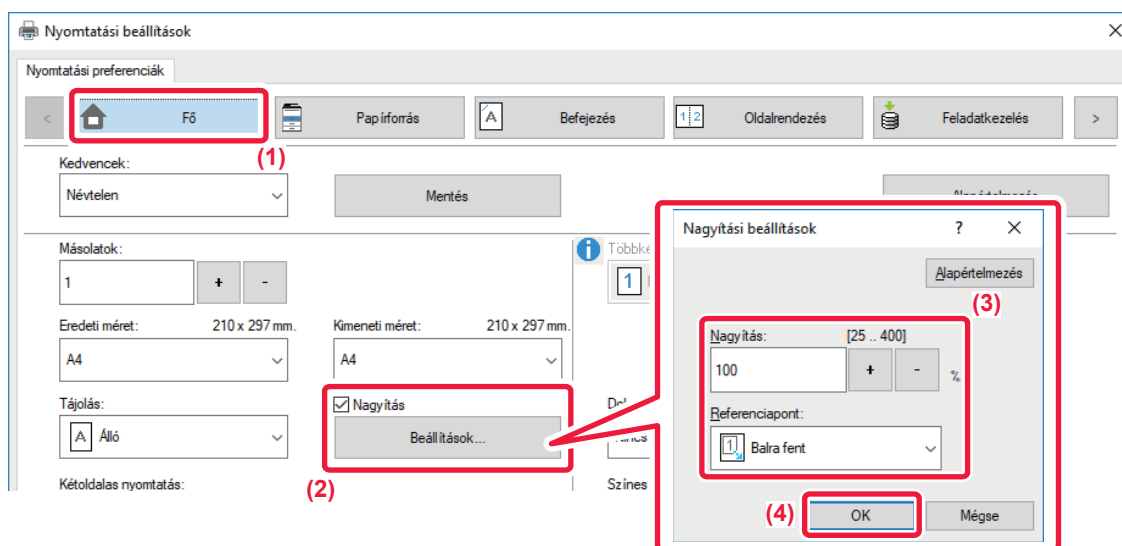 Nyomtatási beállítások
Nyomtatási preferenciák
< Fő Papírforrás Befejezés Oldalrendezés Feladatkezelés >
(1)
Kedvencek:
Névtelen Mentés
Másolatok:
1 + -
Eredeti méret: 210 x 297 mm. Kimeneti méret: 210 x 297 mm.
A4 A4
Tájolás: Nagyítás
A Álló Beállítások...
(2)
Kétoldalas nyomtatás: Színes
Nagyítási beállítások ?
Alapértelmezés
(3)
Nagyítás: [25 .. 400]
100 + - %
Referenciapont:
1 Balra fent
(4) OK Mégse